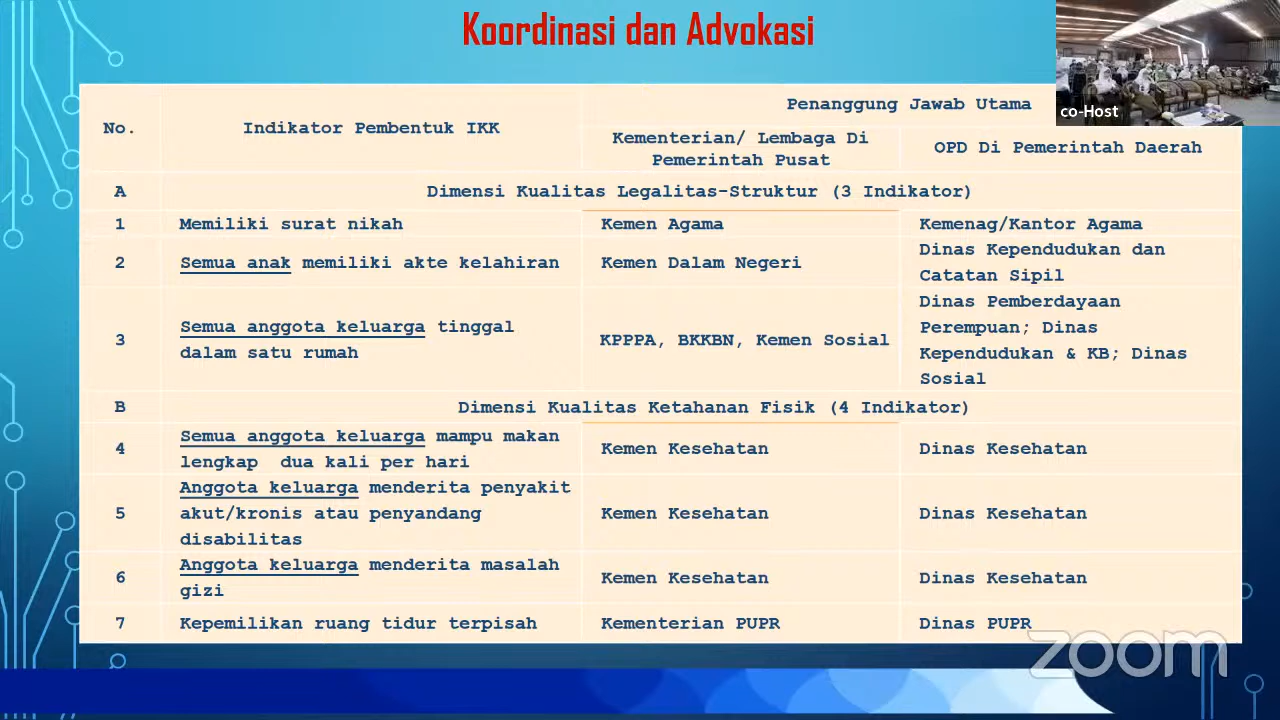 Koordinasi dan Advokasi
co-Host
No.
Indikator Pembentuk IKK
Penanggung Jawab Utama
Kementerian/ Lembaga Di
Pemerintah Pusat
OPD Di Pemerintah Daerah
A
Dimensi Kualitas Legalitas-Struktur (3 Indikator)
1
Memiliki surat nikah
Kemen Agama
Kemenag/Kantor Agama
2
Semua anak memiliki akte kelahiran
Kemen Dalam Negeri
Dinas Kependudukan dan
Catatan Sipil
3
Semua anggota keluarga tinggal
dalam satu rumah
KPPPA, BKKBN, Kemen Sosial
Dinas Pemberdayaan
Perempuan; Dinas
Kependudukan & KB; Dinas
Sosial
B
Dimensi Kualitas Ketahanan Fisik (4 Indikator)
4
Semua anggota keluarga mampu makan
lengkap dua kali per hari
Kemen Kesehatan
Dinas Kesehatan
5
Anggota keluarga menderita penyakit
akut/kronis atau penyandang
disabilitas
Kemen Kesehatan
Dinas Kesehatan
6
Anggota keluarga menderita masalah
gizi
Kemen Kesehatan
Dinas Kesehatan
7
Kepemilikan ruang tidur terpisah
Kementerian PUPR
Dinas PUPR
zoom